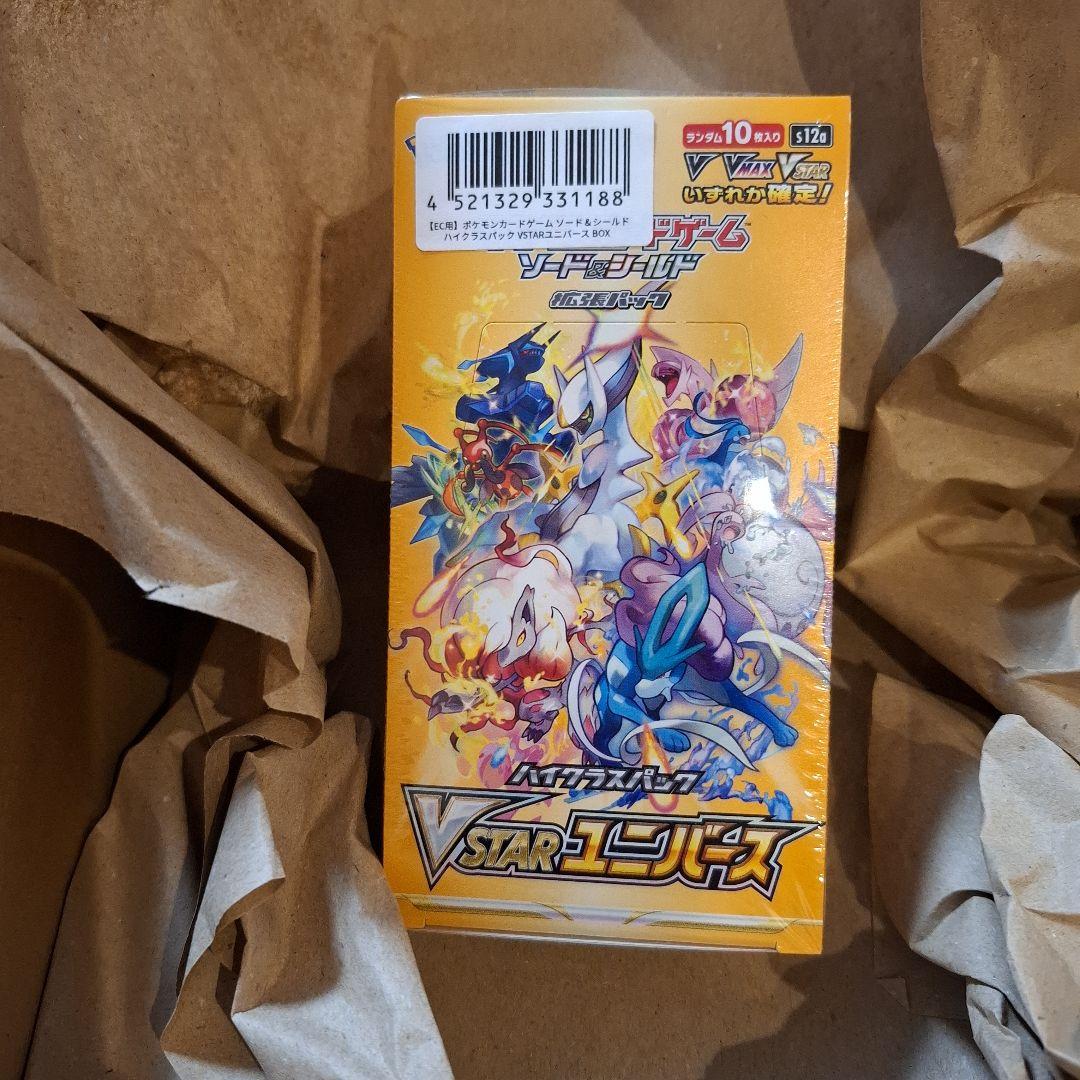 4 521329 331188
【EC用】ポケモンカードゲーム ソード&シールド
ハイクラスパック VSTARユニバース BOX
ランダム10枚入り s12a
V VMAX VSTAR
いずれか確定!
ドゲーム
ソード&シールド
拡張パック
ハイクラスパック
VSTARユニバース